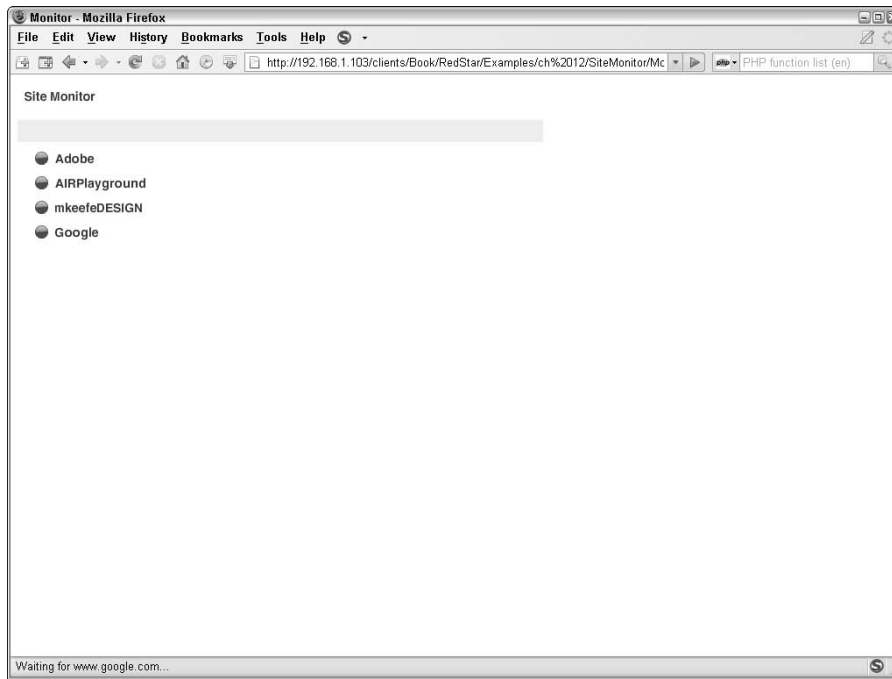 Monitor - Mozilla Firefox
File Edit View History Bookmarks Tools Help
http://192.168.1.103/clients/Book/RedStar/Examples/ch%2012/SiteMonitor/Mc
php PHP function list (en)
Site Monitor
Adobe
AIRPlayground
mkeefeDESIGN
Google
Waiting for www.google.com...